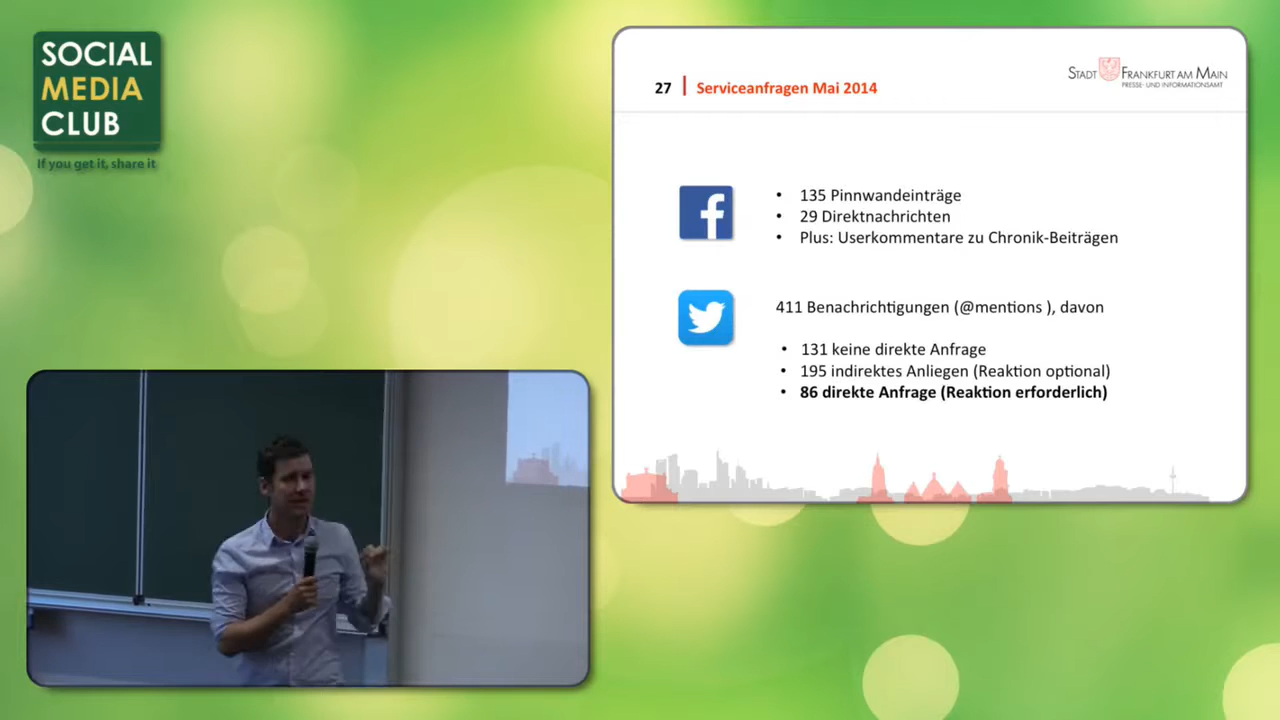 SOCIAL
MEDIA
CLUB
If you get it, share it
27 | Serviceanfragen Mai 2014
STADT FRANKFURT AM MAIN
PRESSE- UND INFORMATIONSAMT
• 135 Pinnwandeinträge
• 29 Direktnachrichten
• Plus: Userkommentare zu Chronik-Beiträgen
411 Benachrichtigungen (@mentions ), davon
• 131 keine direkte Anfrage
• 195 indirektes Anliegen (Reaktion optional)
• 86 direkte Anfrage (Reaktion erforderlich)